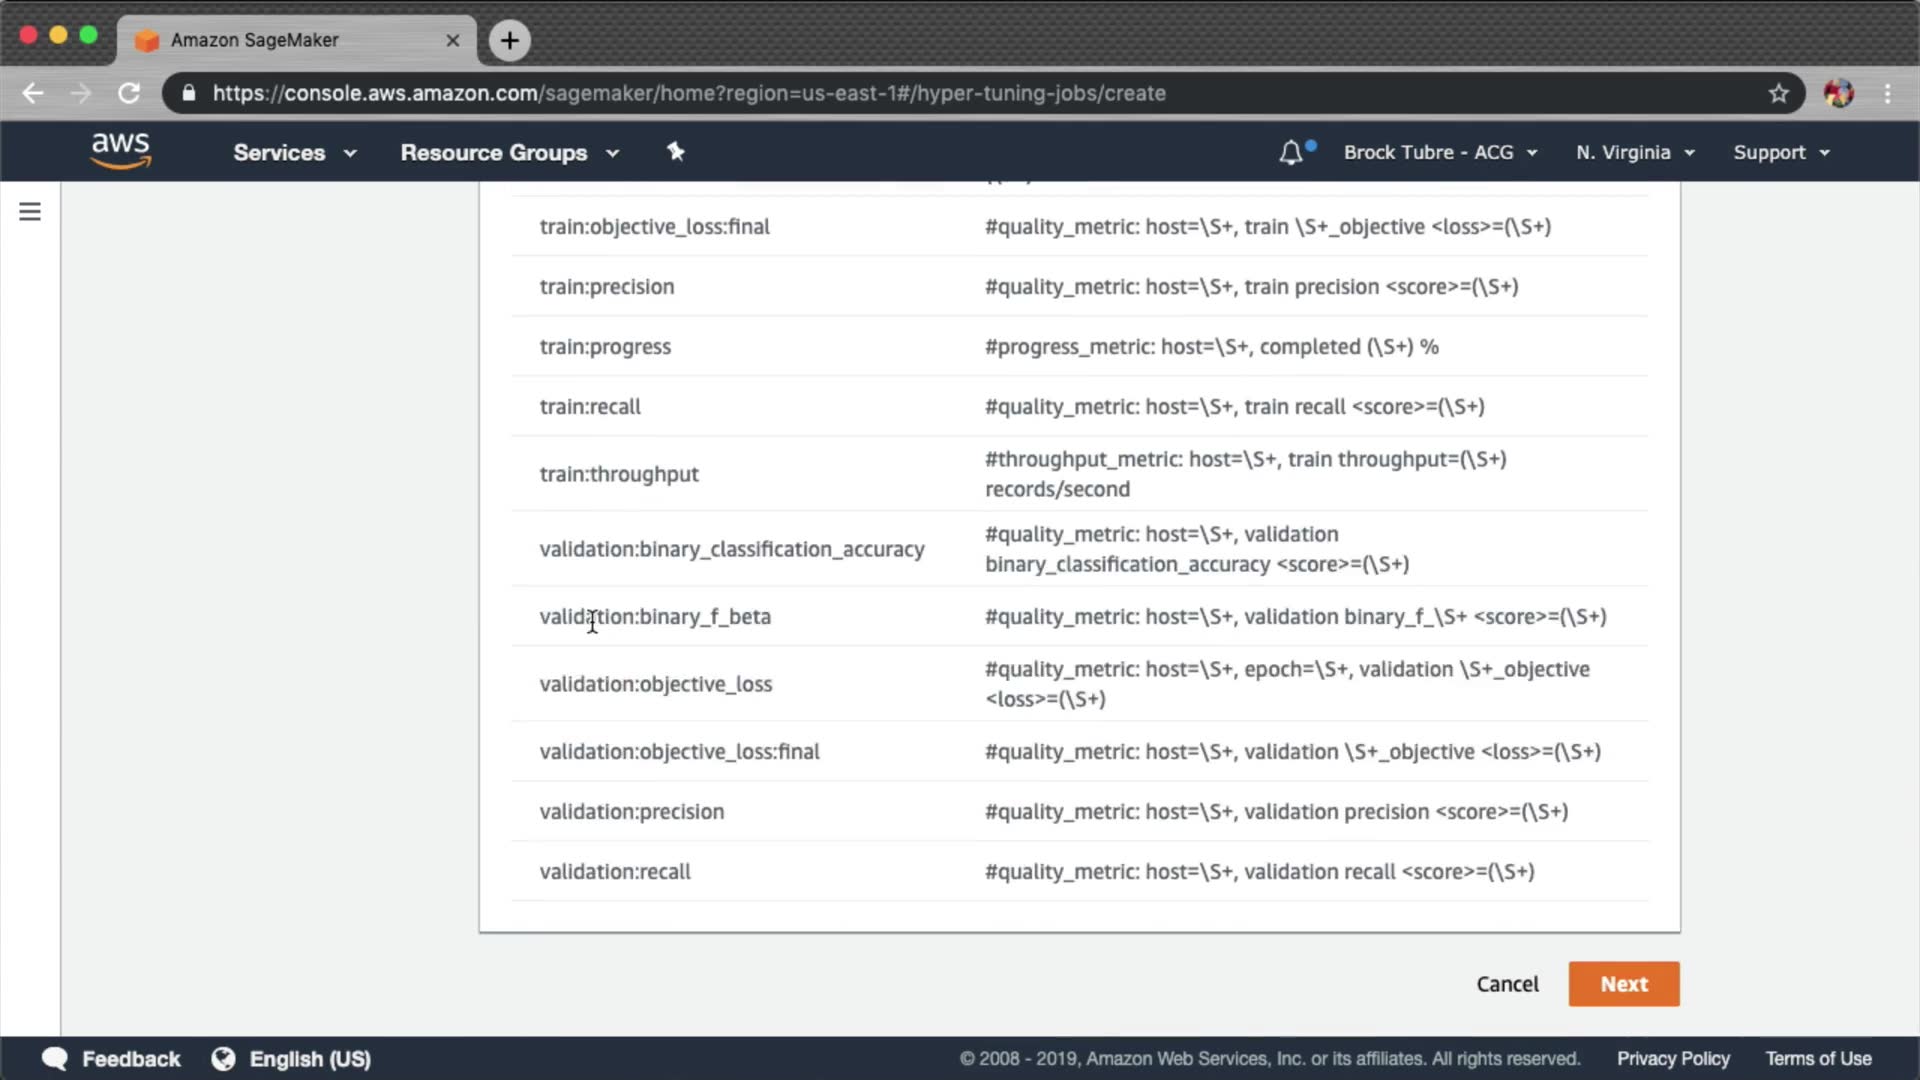 Amazon SageMaker
https://console.aws.amazon.com/sagemaker/home?region=us-east-1#/hyper-tuning-jobs/create
aws
Services
Resource Groups
Brock Tubre - ACG
N. Virginia
Support
train:objective_loss:final
#quality_metric: host=\S+, train \S+_objective <loss>=(\S+)
train:precision
#quality_metric: host=\S+, train precision <score>=(\S+)
train:progress
#progress_metric: host=\S+, completed (\S+) %
train:recall
#quality_metric: host=\S+, train recall <score>=(\S+)
train:throughput
#throughput_metric: host=\S+, train throughput=(\S+)
records/second
validation:binary_classification_accuracy
#quality_metric: host=\S+, validation
binary_classification_accuracy <score>=(\S+)
validation:binary_f_beta
#quality_metric: host=\S+, validation binary_f_\S+ <score>=(\S+)
validation:objective_loss
#quality_metric: host=\S+, epoch=\S+, validation \S+_objective
<loss>=(\S+)
validation:objective_loss:final
#quality_metric: host=\S+, validation \S+_objective <loss>=(\S+)
validation:precision
#quality_metric: host=\S+, validation precision <score>=(\S+)
validation:recall
#quality_metric: host=\S+, validation recall <score>=(\S+)
Cancel
Next
Feedback
English (US)
© 2008 - 2019, Amazon Web Services, Inc. or its affiliates. All rights reserved.
Privacy Policy
Terms of Use